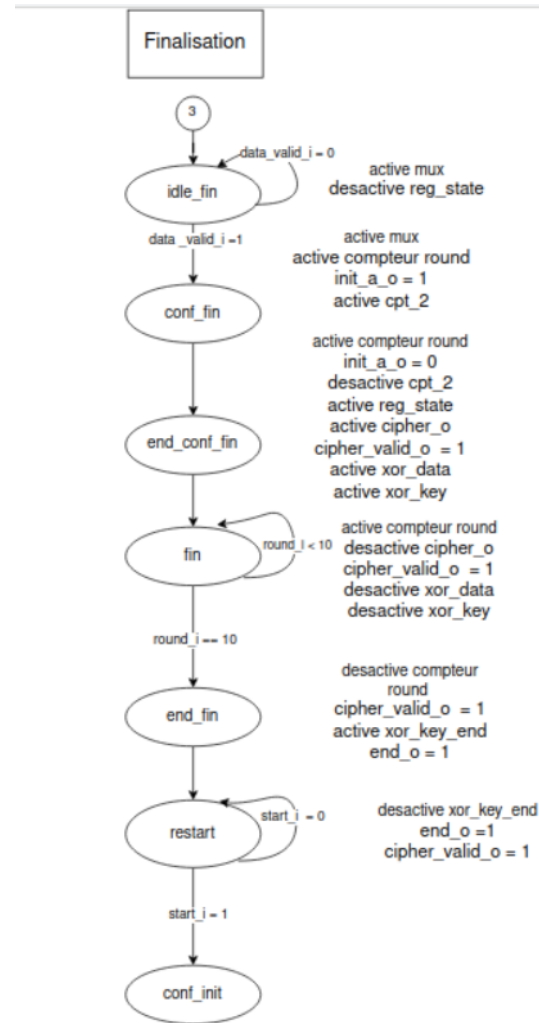 Finalisation
3
data_valid_i = 0
idle_fin
active mux
desactive reg_state
data _valid_i =1
active mux
active compteur round
init_a_o = 1
active cpt_2
conf_fin
active compteur round
init_a_o = 0
desactive cpt_2
active reg_state
active cipher_o
cipher_valid_o = 1
active xor_data
active xor_key
end_conf_fin
fin
round_i < 10
active compteur round
desactive cipher_o
cipher_valid_o = 1
desactive xor_data
desactive xor_key
round_i == 10
desactive compteur
round
cipher_valid_o = 1
active xor_key_end
end_o = 1
end_fin
start_i = 0
restart
desactive xor_key_end
end_o =1
cipher_valid_o = 1
start_i = 1
conf_init